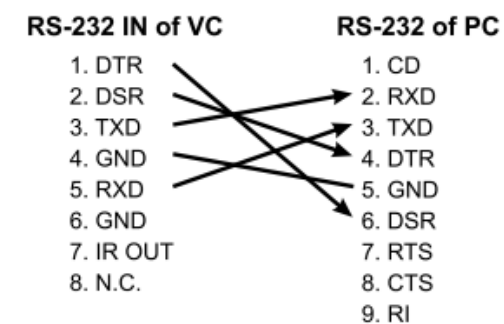 RS-232 IN of VC
1. DTR
2. DSR
3. TXD
4. GND
5. RXD
6. GND
7. IR OUT
8. N.C.
RS-232 of PC
1. CD
2. RXD
3. TXD
4. DTR
5. GND
6. DSR
7. RTS
8. CTS
9. RI